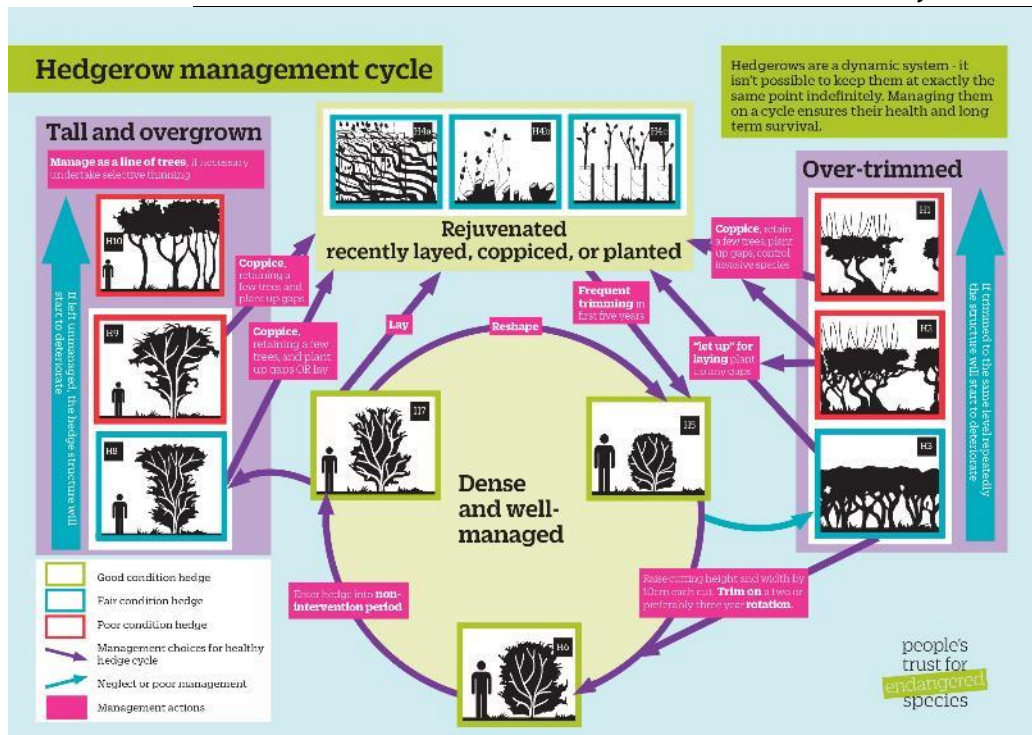 Hedgerow management cycle
Hedgerows are a dynamic system - it
isn't possible to keep them at exactly the
same point indefinitely. Managing them
on a cycle ensures their health and long
term survival.
Tall and overgrown
Manage as a line of trees, if necessary
undertake selective thinning
H10
H9
H8
If left unmanaged, the hedge structure will
start to deteriorate
H4a
H4b
H4c
Rejuvenated
recently layed, coppiced, or planted
Over-trimmed
H1
H2
H3
If trimmed to the same level repeatedly
the structure will start to deteriorate
Coppice,
retaining a
few trees and
plant up gaps
Coppice,
retaining a few
trees, and plant
up gaps OR lay
Lay
Reshape
Frequent
trimming in
first five years
Coppice, retain
a few trees, plant
up gaps, control
invasive species
"let up" for
laying plant
up any gaps
H7
H5
Dense
and well-
managed
Enter hedge into non-
intervention period
Raise cutting height and width by
10cm each cut. Trim on a two or
preferably three year rotation.
H6
Good condition hedge
Fair condition hedge
Poor condition hedge
Management choices for healthy
hedge cycle
Neglect or poor management
Management actions
people's
trust for
endangered
species